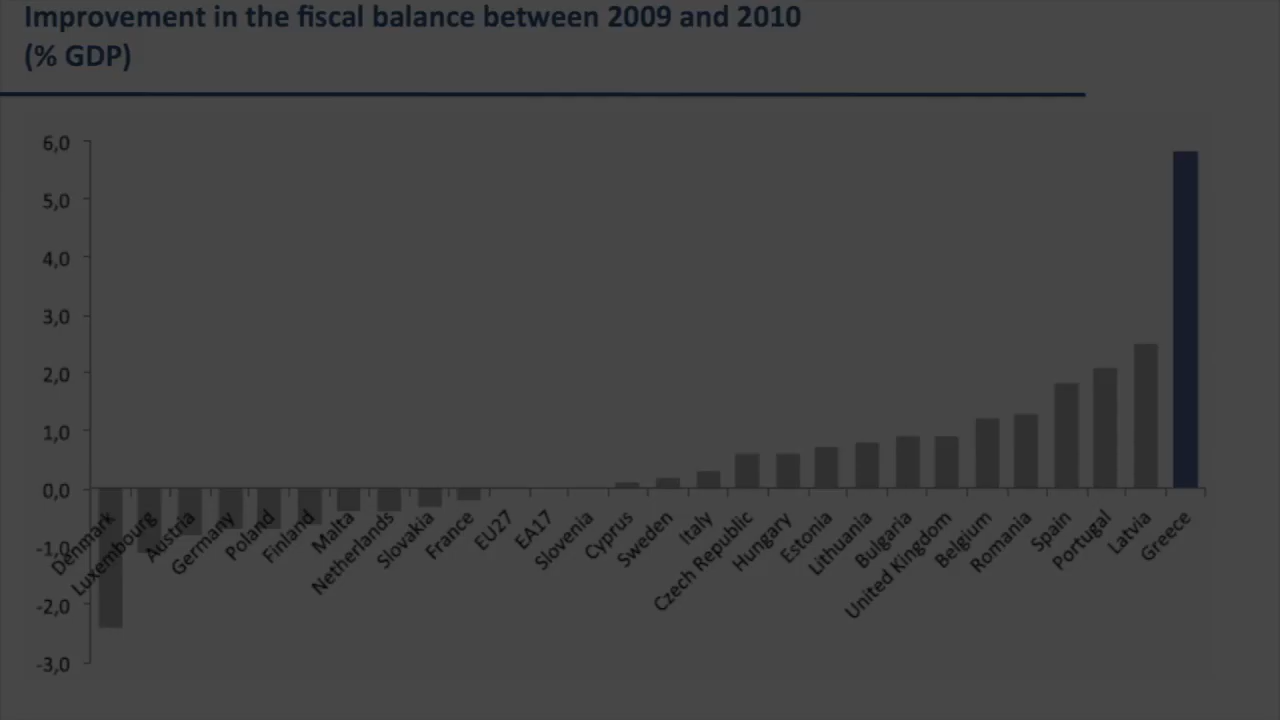 Improvement in the fiscal balance between 2009 and 2010
(% GDP)
6,0
5,0
4,0
3,0
2,0
1,0
0,0
-1,0
-2,0
-3,0
Denmark
Luxembourg
Austria
Germany
Poland
Finland
Malta
Netherlands
Slovakia
France
EU27
EA17
Slovenia
Cyprus
Sweden
Italy
Czech Republic
Hungary
Estonia
Lithuania
Bulgaria
United Kingdom
Belgium
Romania
Spain
Portugal
Latvia
Greece